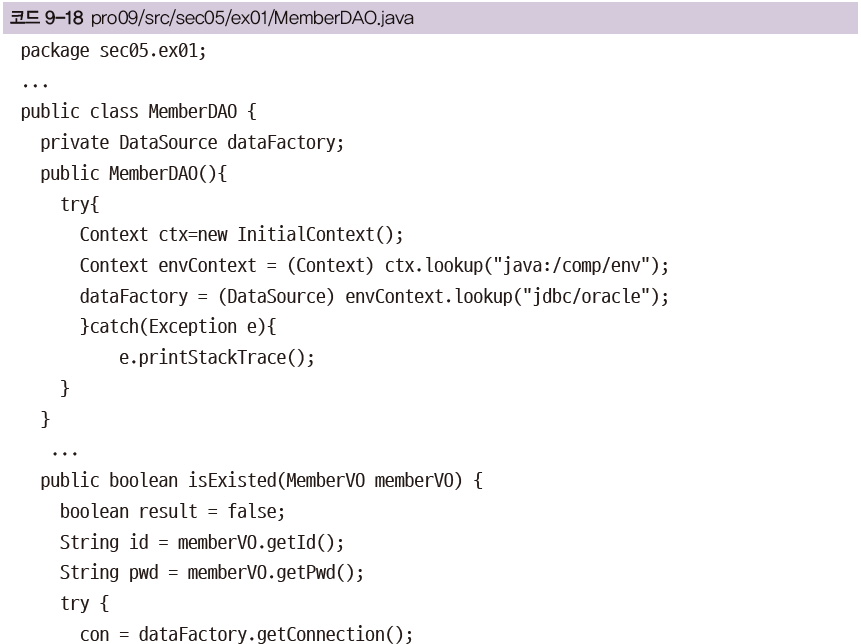 코드 9-18 pro09/src/sec05/ex01/MemberDAO.java
package sec05.ex01;
...
public class MemberDAO {
  private DataSource dataFactory;
  public MemberDAO(){
    try{
      Context ctx=new InitialContext();
      Context envContext = (Context) ctx.lookup("java:/comp/env");
      dataFactory = (DataSource) envContext.lookup("jdbc/oracle");
      }catch(Exception e){
          e.printStackTrace();
    }
  }
   ...
  public boolean isExisted(MemberVO memberVO) {
    boolean result = false;
    String id = memberVO.getId();
    String pwd = memberVO.getPwd();
    try {
      con = dataFactory.getConnection();